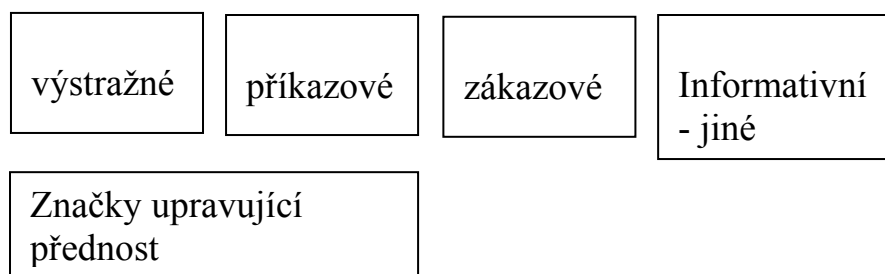 výstražné
příkazové
zákazové
Informativní
- jiné
Značky upravující
přednost